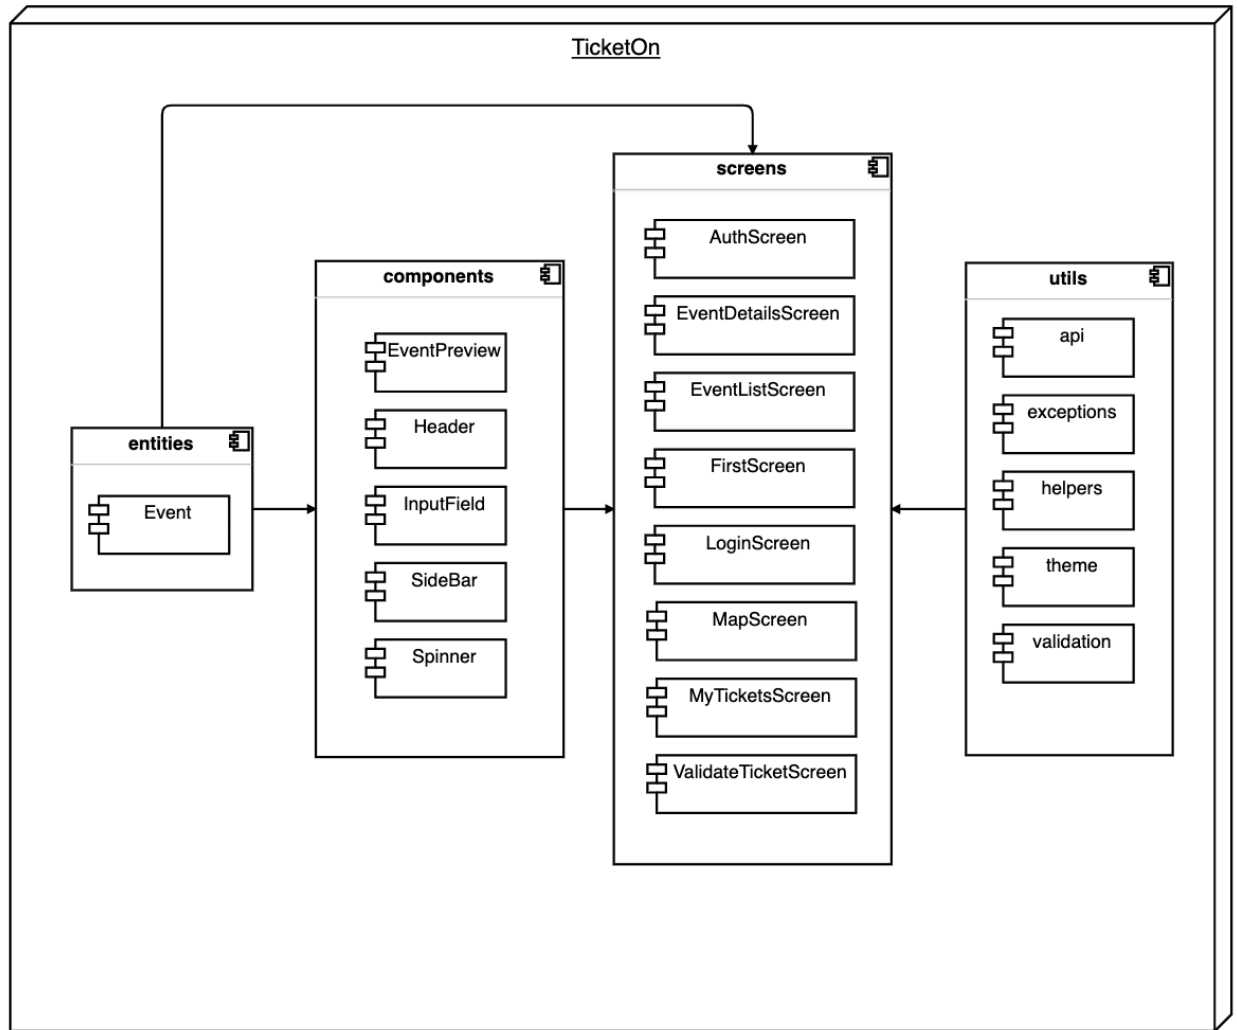 TicketOn
entities
Event
components
EventPreview
Header
InputField
SideBar
Spinner
screens
AuthScreen
EventDetailsScreen
EventListScreen
FirstScreen
LoginScreen
MapScreen
MyTicketsScreen
ValidateTicketScreen
utils
api
exceptions
helpers
theme
validation